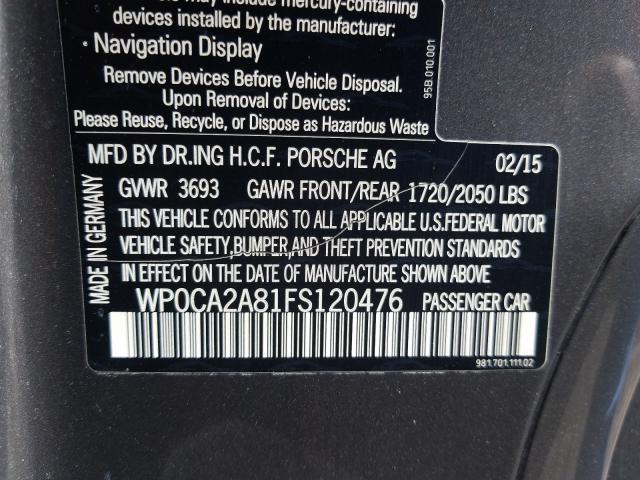 may include mercury-containing
devices installed by the manufacturer:
· Navigation Display
Remove Devices Before Vehicle Disposal.
Upon Removal of Devices:
Please Reuse, Recycle, or Dispose as Hazardous Waste
95B.010.001
MFD BY DR.ING H.C.F. PORSCHE AG 02/15
GVWR 3693 GAWR FRONT/REAR 1720/2050 LBS
THIS VEHICLE CONFORMS TO ALL APPLICABLE U.S.FEDERAL MOTOR
VEHICLE SAFETY,BUMPER,AND THEFT PREVENTION STANDARDS
IN EFFECT ON THE DATE OF MANUFACTURE SHOWN ABOVE
WP0CA2A81FS120476 PASSENGER CAR
MADE IN GERMANY
981.701.111.02